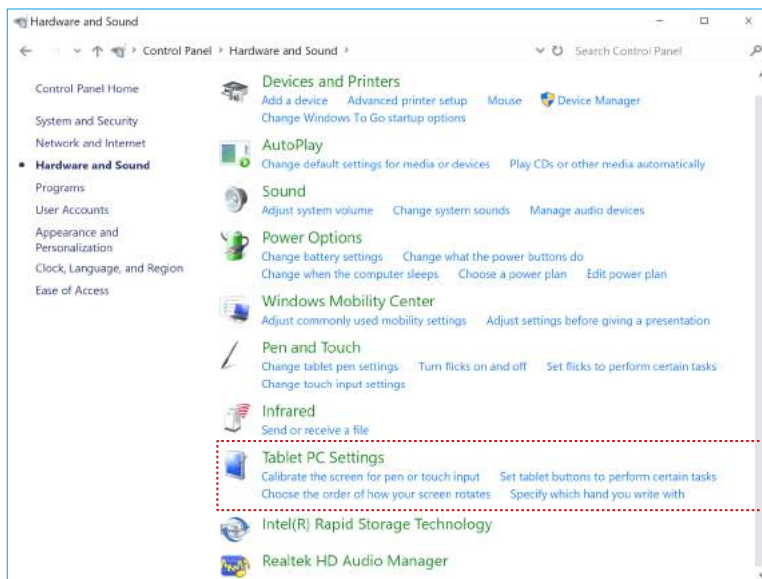 Hardware and Sound
Control Panel > Hardware and Sound >
Search Control Panel
Control Panel Home
System and Security
Network and Internet
Hardware and Sound
Programs
User Accounts
Appearance and
Personalization
Clock, Language, and Region
Ease of Access
Devices and Printers
Add a device Advanced printer setup Mouse Device Manager
Change Windows To Go startup options
AutoPlay
Change default settings for media or devices Play CDs or other media automatically
Sound
Adjust system volume Change system sounds Manage audio devices
Power Options
Change battery settings Change what the power buttons do
Change when the computer sleeps Choose a power plan Edit power plan
Windows Mobility Center
Adjust commonly used mobility settings Adjust settings before giving a presentation
Pen and Touch
Change tablet pen settings Turn flicks on and off Set flicks to perform certain tasks
Change touch input settings
Infrared
Send or receive a file
Tablet PC Settings
Calibrate the screen for pen or touch input Set tablet buttons to perform certain tasks
Choose the order of how your screen rotates Specify which hand you write with
Intel(R) Rapid Storage Technology
Realtek HD Audio Manager